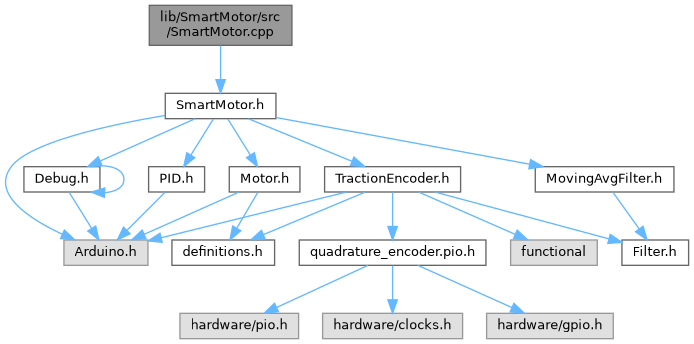 lib/SmartMotor/src
/SmartMotor.cpp
SmartMotor.h
Debug.h
PID.h
Motor.h
TractionEncoder.h
MovingAvgFilter.h
Arduino.h
definitions.h
quadrature_encoder.pio.h
functional
Filter.h
hardware/pio.h
hardware/clocks.h
hardware/gpio.h